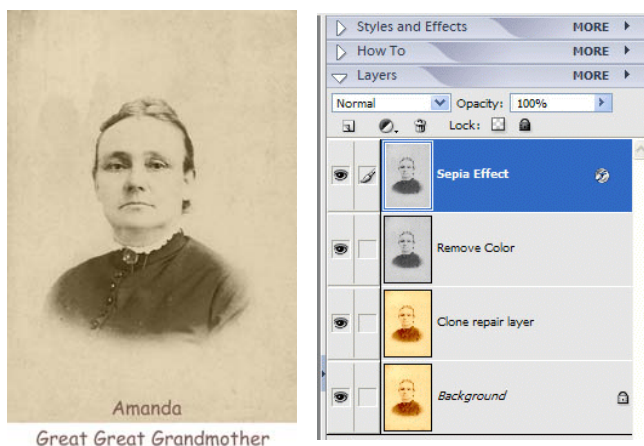 Amanda
Great Great Grandmother
Styles and Effects MORE
How To MORE
Layers MORE
Normal Opacity: 100%
Lock:
Sepia Effect
Remove Color
Clone repair layer
Background